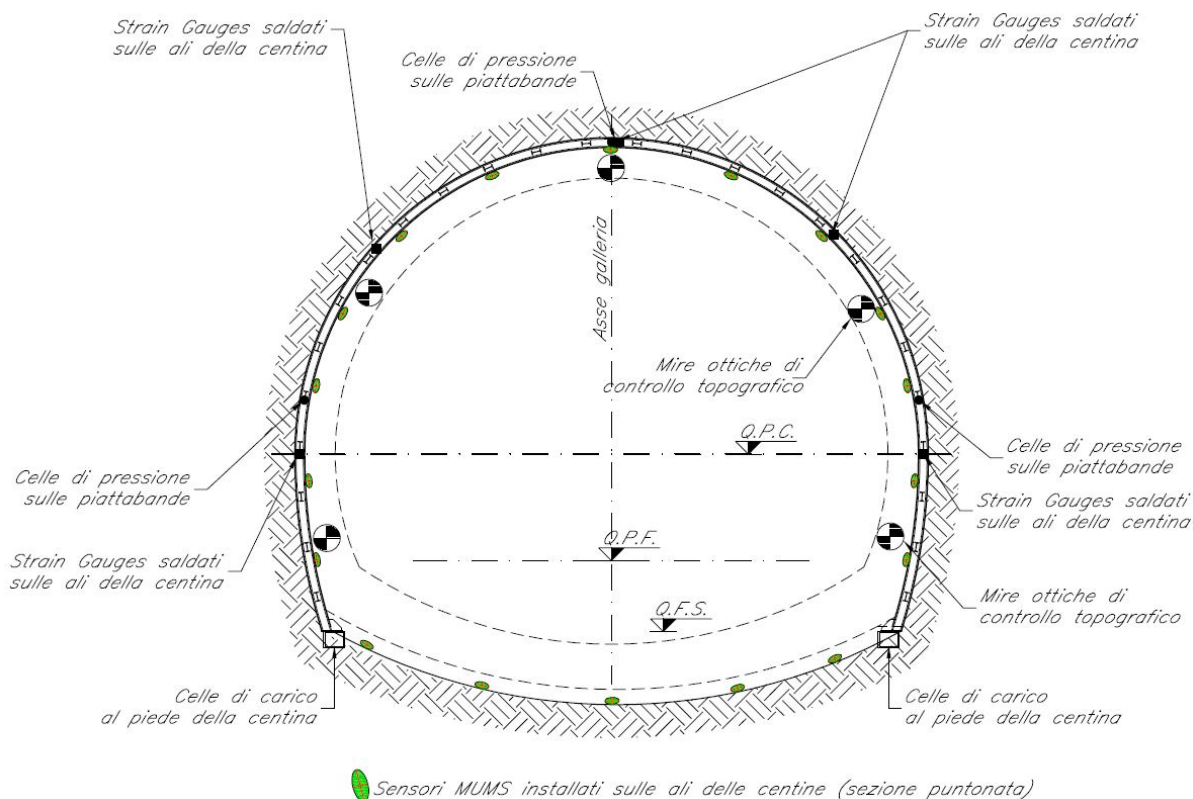 Strain Gauges saldati
sulle ali della centina
Celle di pressione
sulle piattabande
Strain Gauges saldati
sulle ali della centina
Asse galleria
Mire ottiche di
controllo topografico
Q.P.C.
Celle di pressione
sulle piattabande
Celle di pressione
sulle piattabande
Strain Gauges saldati
sulle ali della centina
Strain Gauges saldati
sulle ali della centina
Q.P.F.
Q.F.S.
Mire ottiche di
controllo topografico
Celle di carico
al piede della centina
Celle di carico
al piede della centina
Sensori MUMS installati sulle ali delle centine (sezione puntonata)